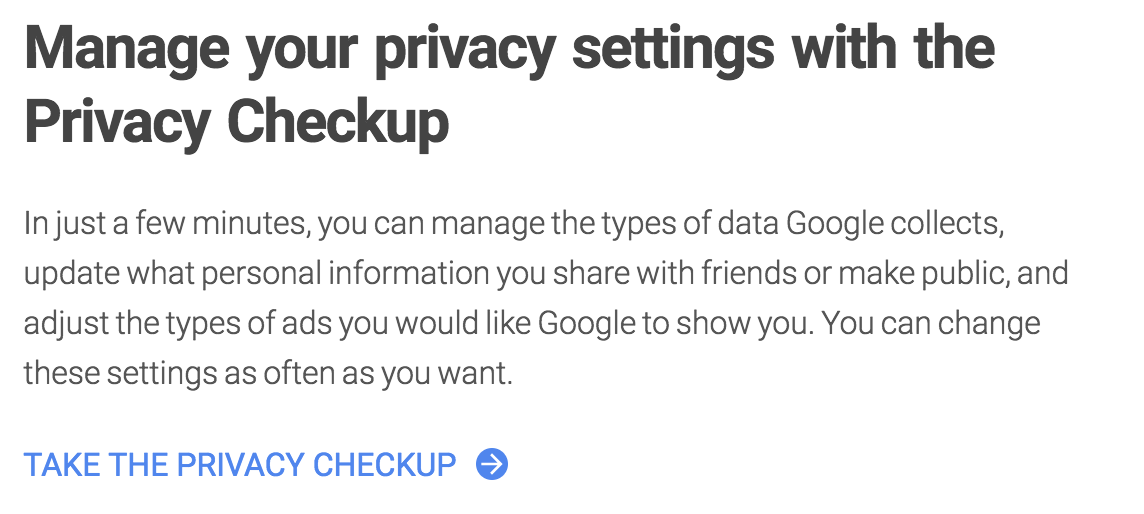 Manage your privacy settings with the
Privacy Checkup
In just a few minutes, you can manage the types of data Google collects,
update what personal information you share with friends or make public, and
adjust the types of ads you would like Google to show you. You can change
these settings as often as you want.
TAKE THE PRIVACY CHECKUP